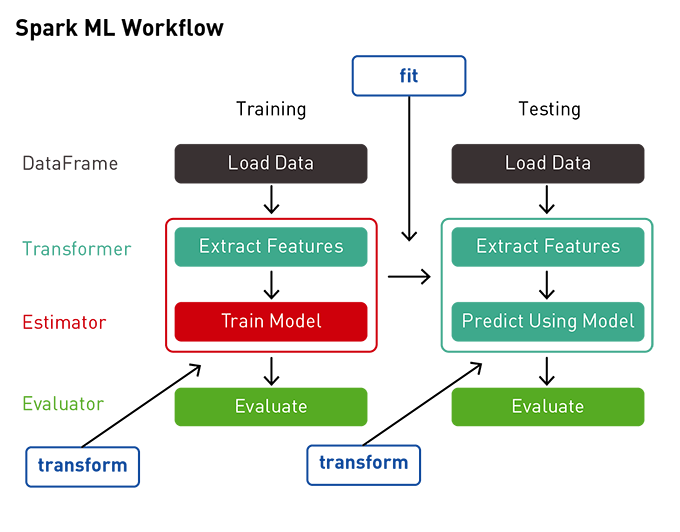 Spark ML Workflow
fit
Training
Testing
DataFrame
Load Data
Load Data
Transformer
Extract Features
Extract Features
Estimator
Train Model
Predict Using Model
Evaluator
Evaluate
Evaluate
transform
transform